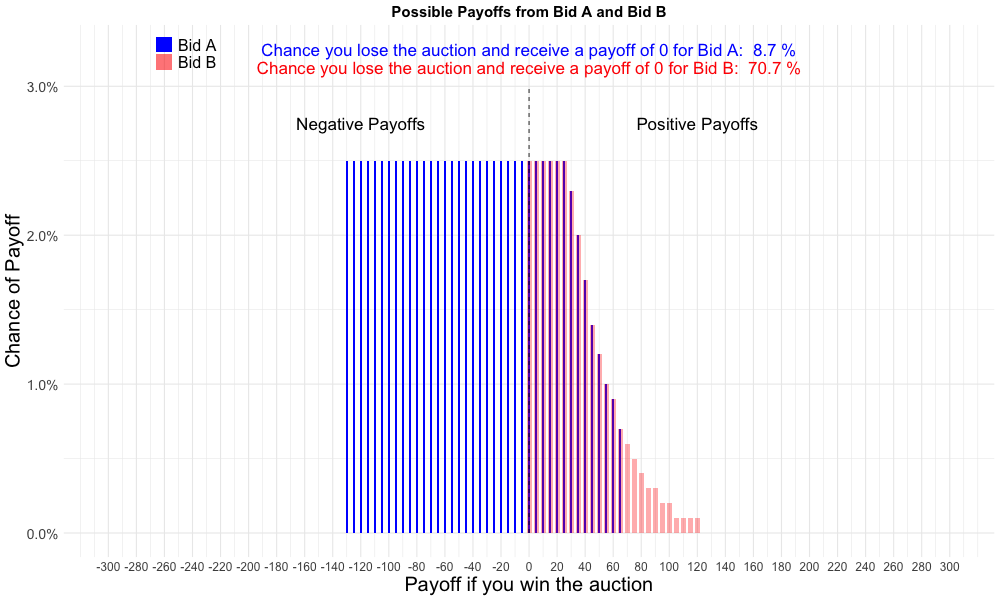 Possible Payoffs from Bid A and Bid B
Bid A
Bid B
Chance you lose the auction and receive a payoff of 0 for Bid A:  8.7 %
Chance you lose the auction and receive a payoff of 0 for Bid B:  70.7 %
Negative Payoffs
Positive Payoffs
Chance of Payoff
3.0%
2.0%
1.0%
0.0%
-300 -280 -260 -240 -220 -200 -180 -160 -140 -120 -100 -80 -60 -40 -20 0 20 40 60 80 100 120 140 160 180 200 220 240 260 280 300
Payoff if you win the auction